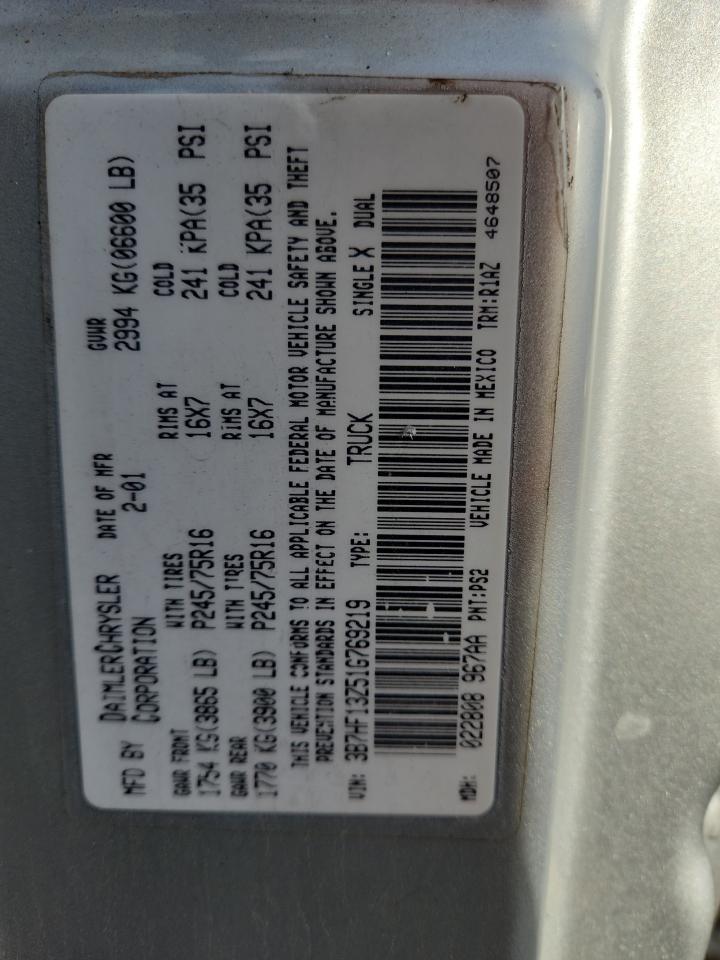 MFD BY DAIMLERCHRYSLER CORPORATION
DATE OF MFR 2-01
GVWR 2994 KG(06600 LB)
GAWR FRONT WITH TIRES RIMS AT COLD
1754 KG(3865 LB) P245/75R16 16X7 241 KPA(35 PSI
GAWR REAR WITH TIRES RIMS AT COLD
1770 KG(3900 LB) P245/75R16 16X7 241 KPA(35 PSI
THIS VEHICLE CONFORMS TO ALL APPLICABLE FEDERAL MOTOR VEHICLE SAFETY AND THEFT
PREVENTION STANDARDS IN EFFECT ON THE DATE OF MANUFACTURE SHOWN ABOVE.
VIN: 3B7HF13Z51G769219 TYPE: TRUCK SINGLE X DUAL
MDH: 022808 967AA PNT:PS2 VEHICLE MADE IN MEXICO TRM:R1AZ 4648507